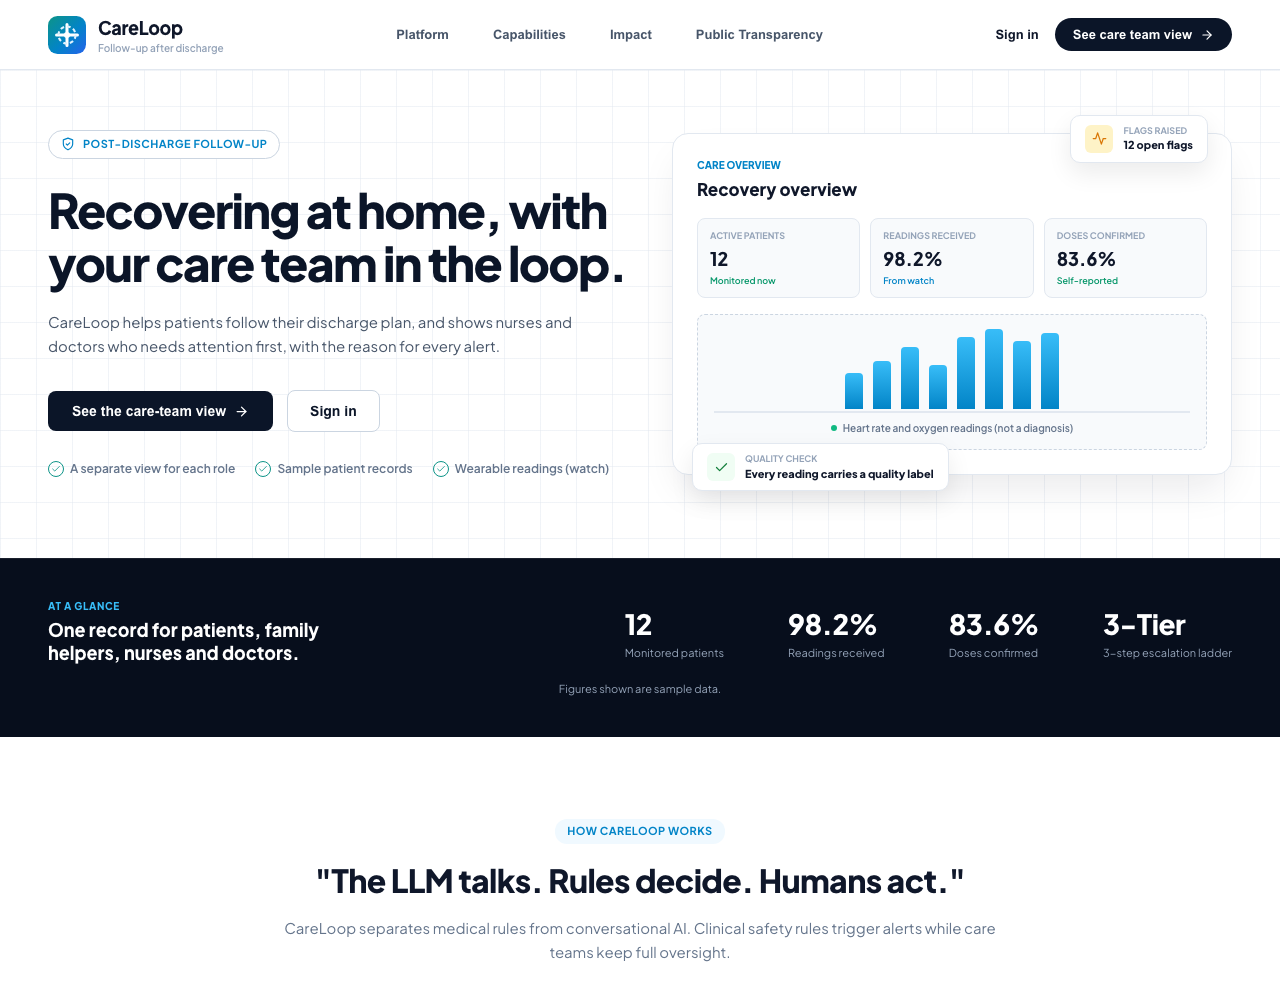 CareLoop
Follow-up after discharge
Platform
Capabilities
Impact
Public Transparency
Sign in
See care team view
POST-DISCHARGE FOLLOW-UP
Recovering at home, with
your care team in the loop.
CareLoop helps patients follow their discharge plan, and shows nurses and
doctors who needs attention first, with the reason for every alert.
See the care-team view
Sign in
A separate view for each role
Sample patient records
Wearable readings (watch)
FLAGS RAISED
12 open flags
CARE OVERVIEW
Recovery overview
ACTIVE PATIENTS
12
Monitored now
READINGS RECEIVED
98.2%
From watch
DOSES CONFIRMED
83.6%
Self-reported
Heart rate and oxygen readings (not a diagnosis)
QUALITY CHECK
Every reading carries a quality label
AT A GLANCE
One record for patients, family
helpers, nurses and doctors.
12
Monitored patients
98.2%
Readings received
83.6%
Doses confirmed
3-Tier
3-step escalation ladder
Figures shown are sample data.
HOW CARELOOP WORKS
"The LLM talks. Rules decide. Humans act."
CareLoop separates medical rules from conversational AI. Clinical safety rules trigger alerts while care
teams keep full oversight.